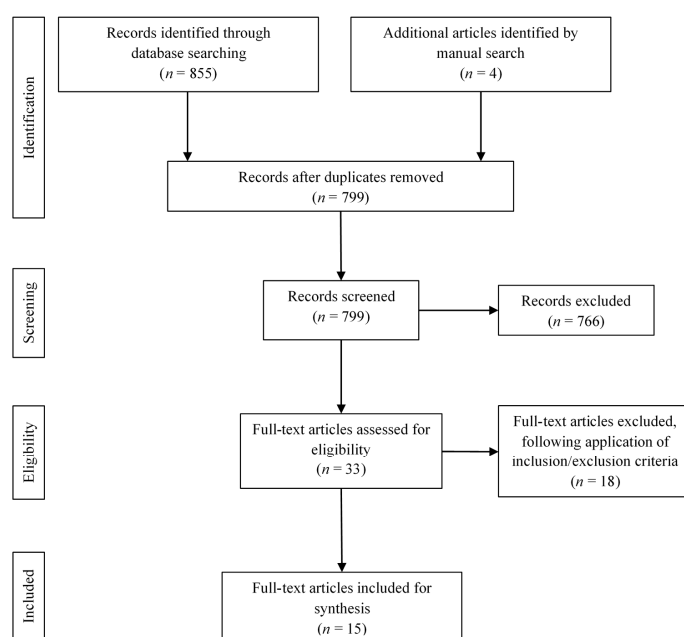 Identification
Records identified through
database searching
(n = 855)
Additional articles identified by
manual search
(n = 4)
Records after duplicates removed
(n = 799)
Screening
Records screened
(n = 799)
Records excluded
(n = 766)
Eligibility
Full-text articles assessed for
eligibility
(n = 33)
Full-text articles excluded,
following application of
inclusion/exclusion criteria
(n = 18)
Included
Full-text articles included for
synthesis
(n = 15)